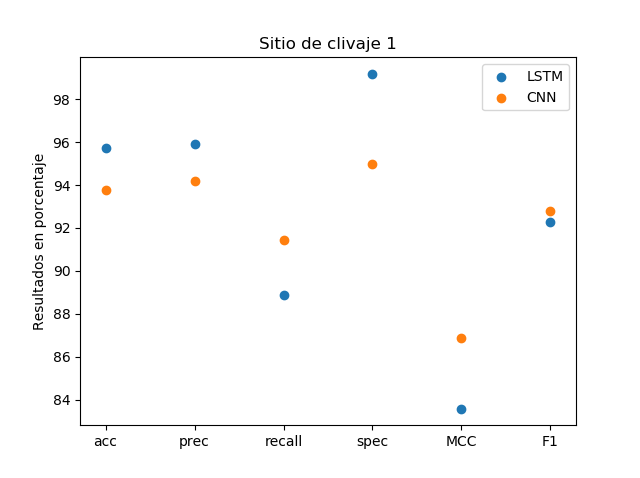 Sitio de clivaje 1
LSTM
CNN
Resultados en porcentaje
98
96
94
92
90
88
86
84
acc prec recall spec MCC F1